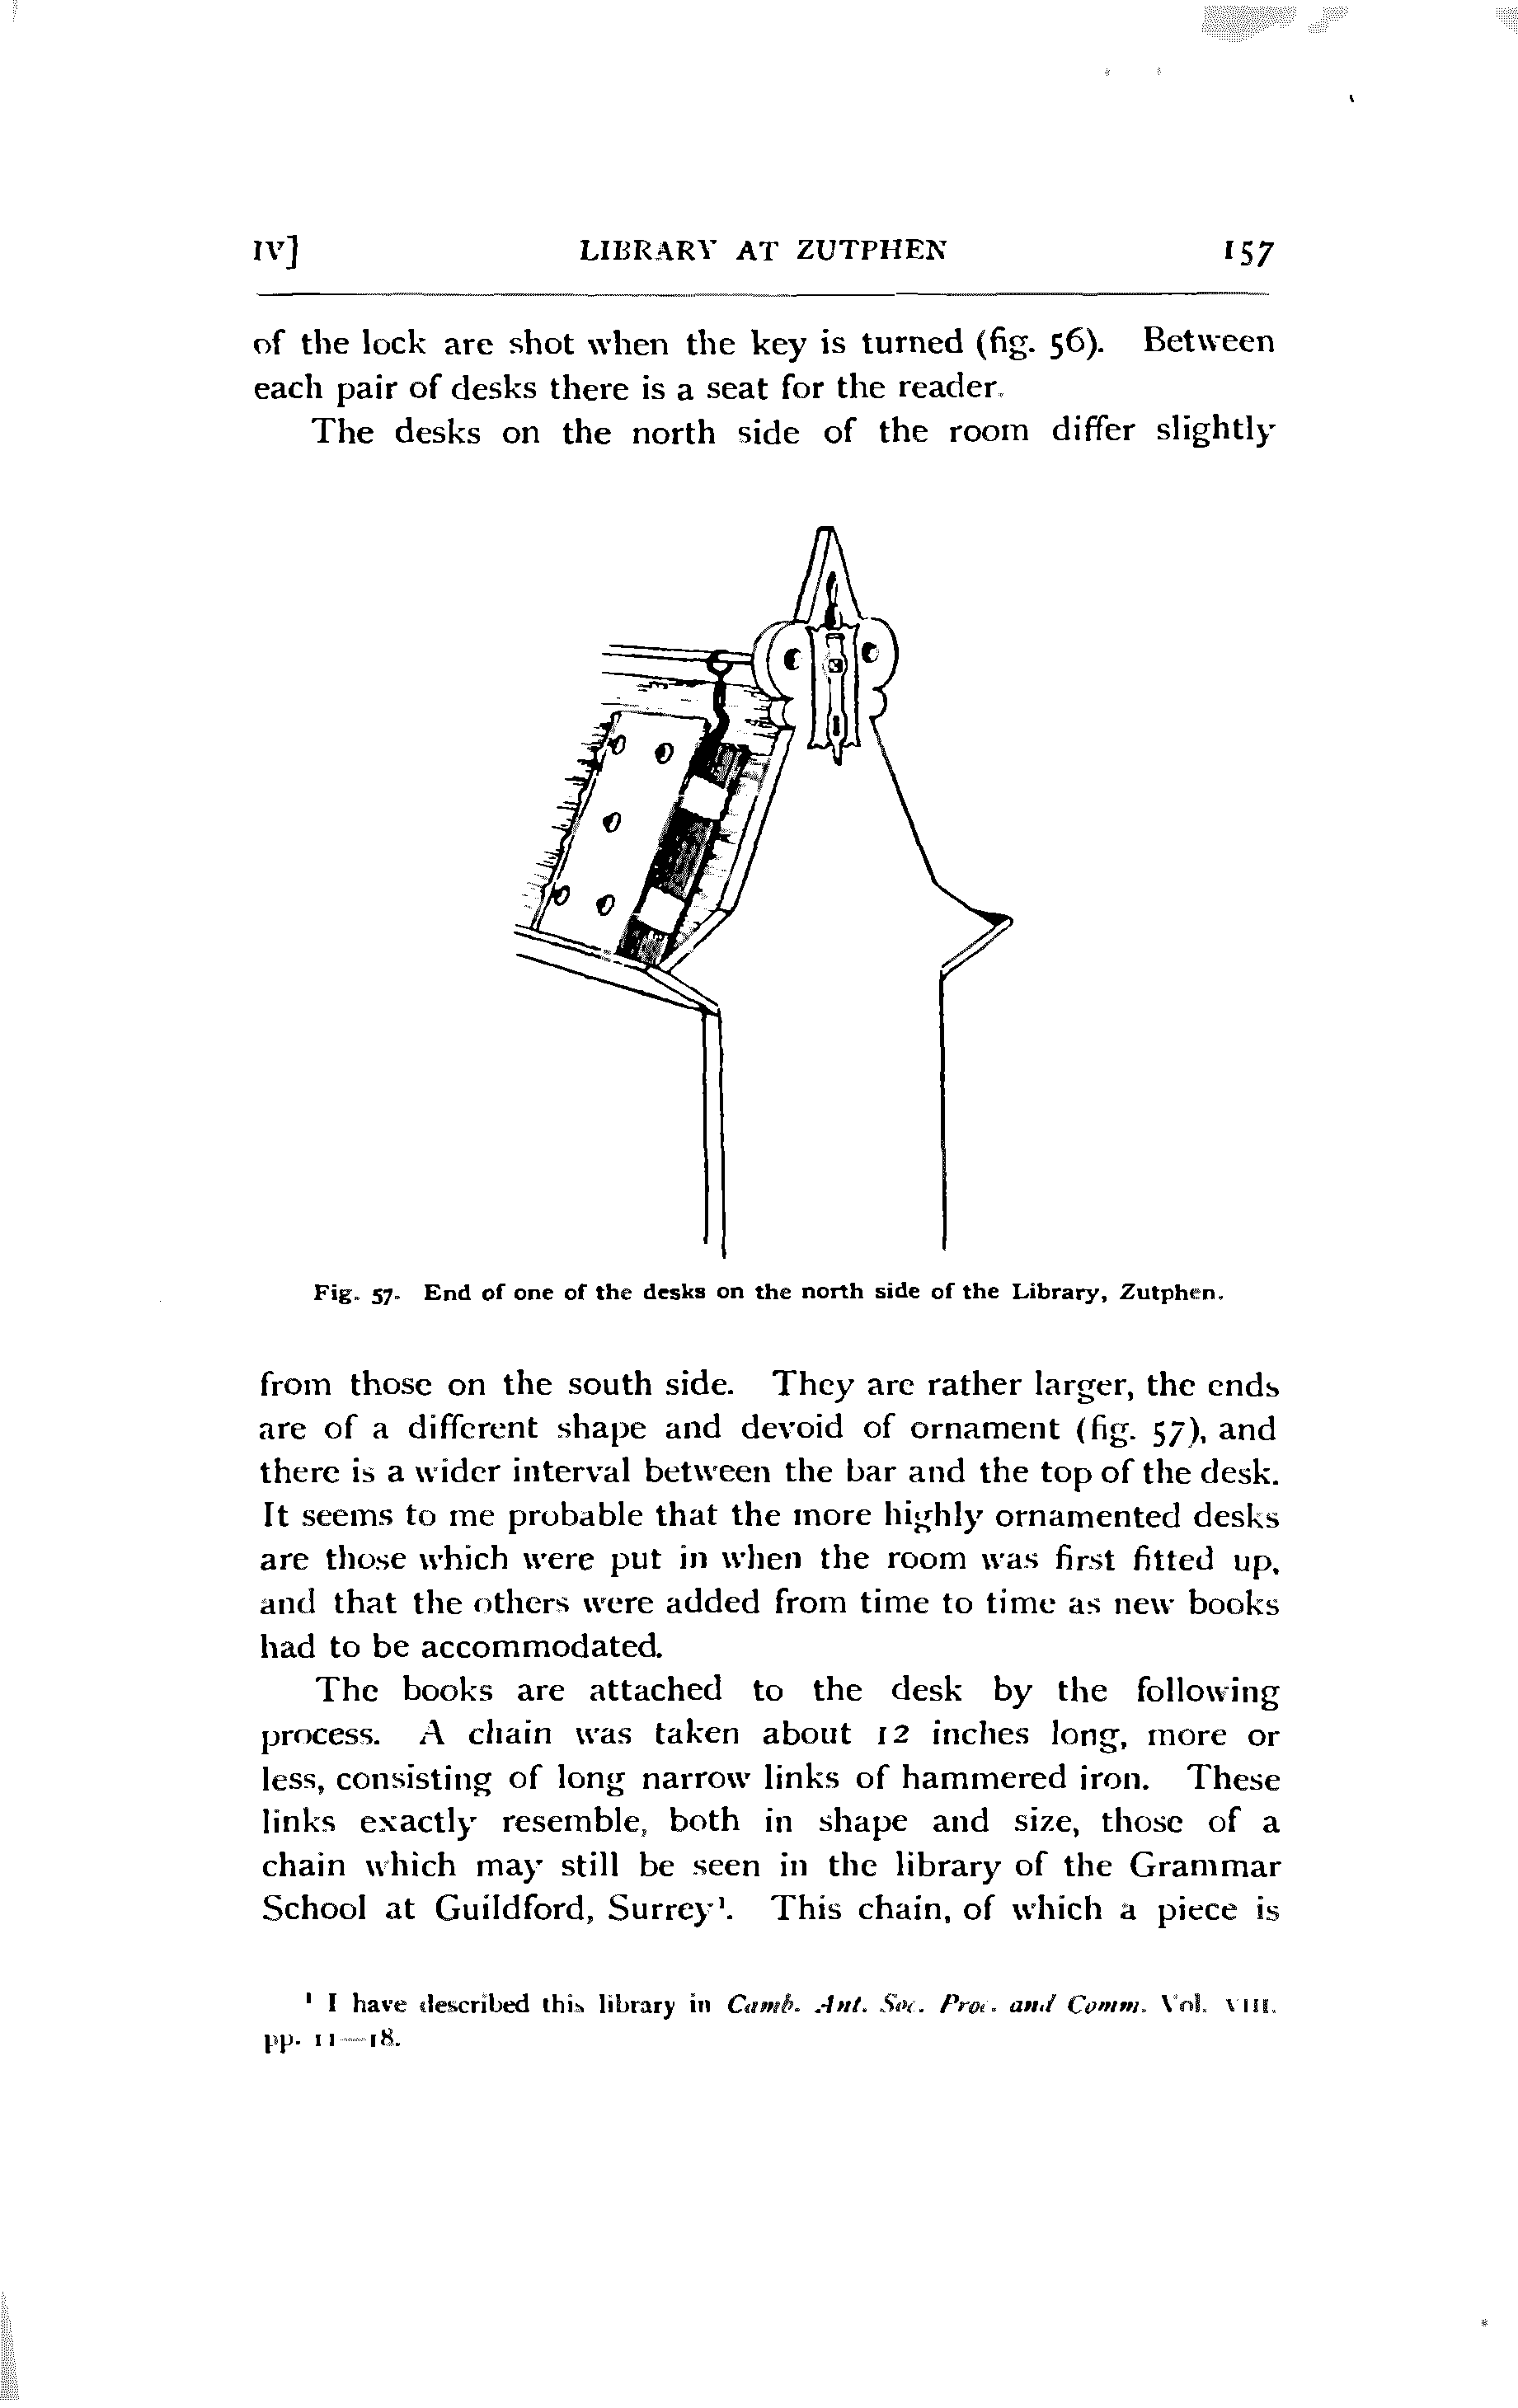 IV] LIBRARY AT ZUTPHEN 157
of the lock are shot when the key is turned (fig. 56). Between
each pair of desks there is a seat for the reader.
The desks on the north side of the room differ slightly
Fig. 57. End of one of the desks on the north side of the Library, Zutphen.
from those on the south side. They are rather larger, the ends
are of a different shape and devoid of ornament (fig. 57), and
there is a wider interval between the bar and the top of the desk.
It seems to me probable that the more highly ornamented desks
are those which were put in when the room was first fitted up,
and that the others were added from time to time as new books
had to be accommodated.
The books are attached to the desk by the following
process. A chain was taken about 12 inches long, more or
less, consisting of long narrow links of hammered iron. These
links exactly resemble, both in shape and size, those of a
chain which may still be seen in the library of the Grammar
School at Guildford, Surrey¹. This chain, of which a piece is
¹ I have described this library in Camb. Ant. Soc. Proc. and Comm. Vol. VIII.
pp. 11—18.